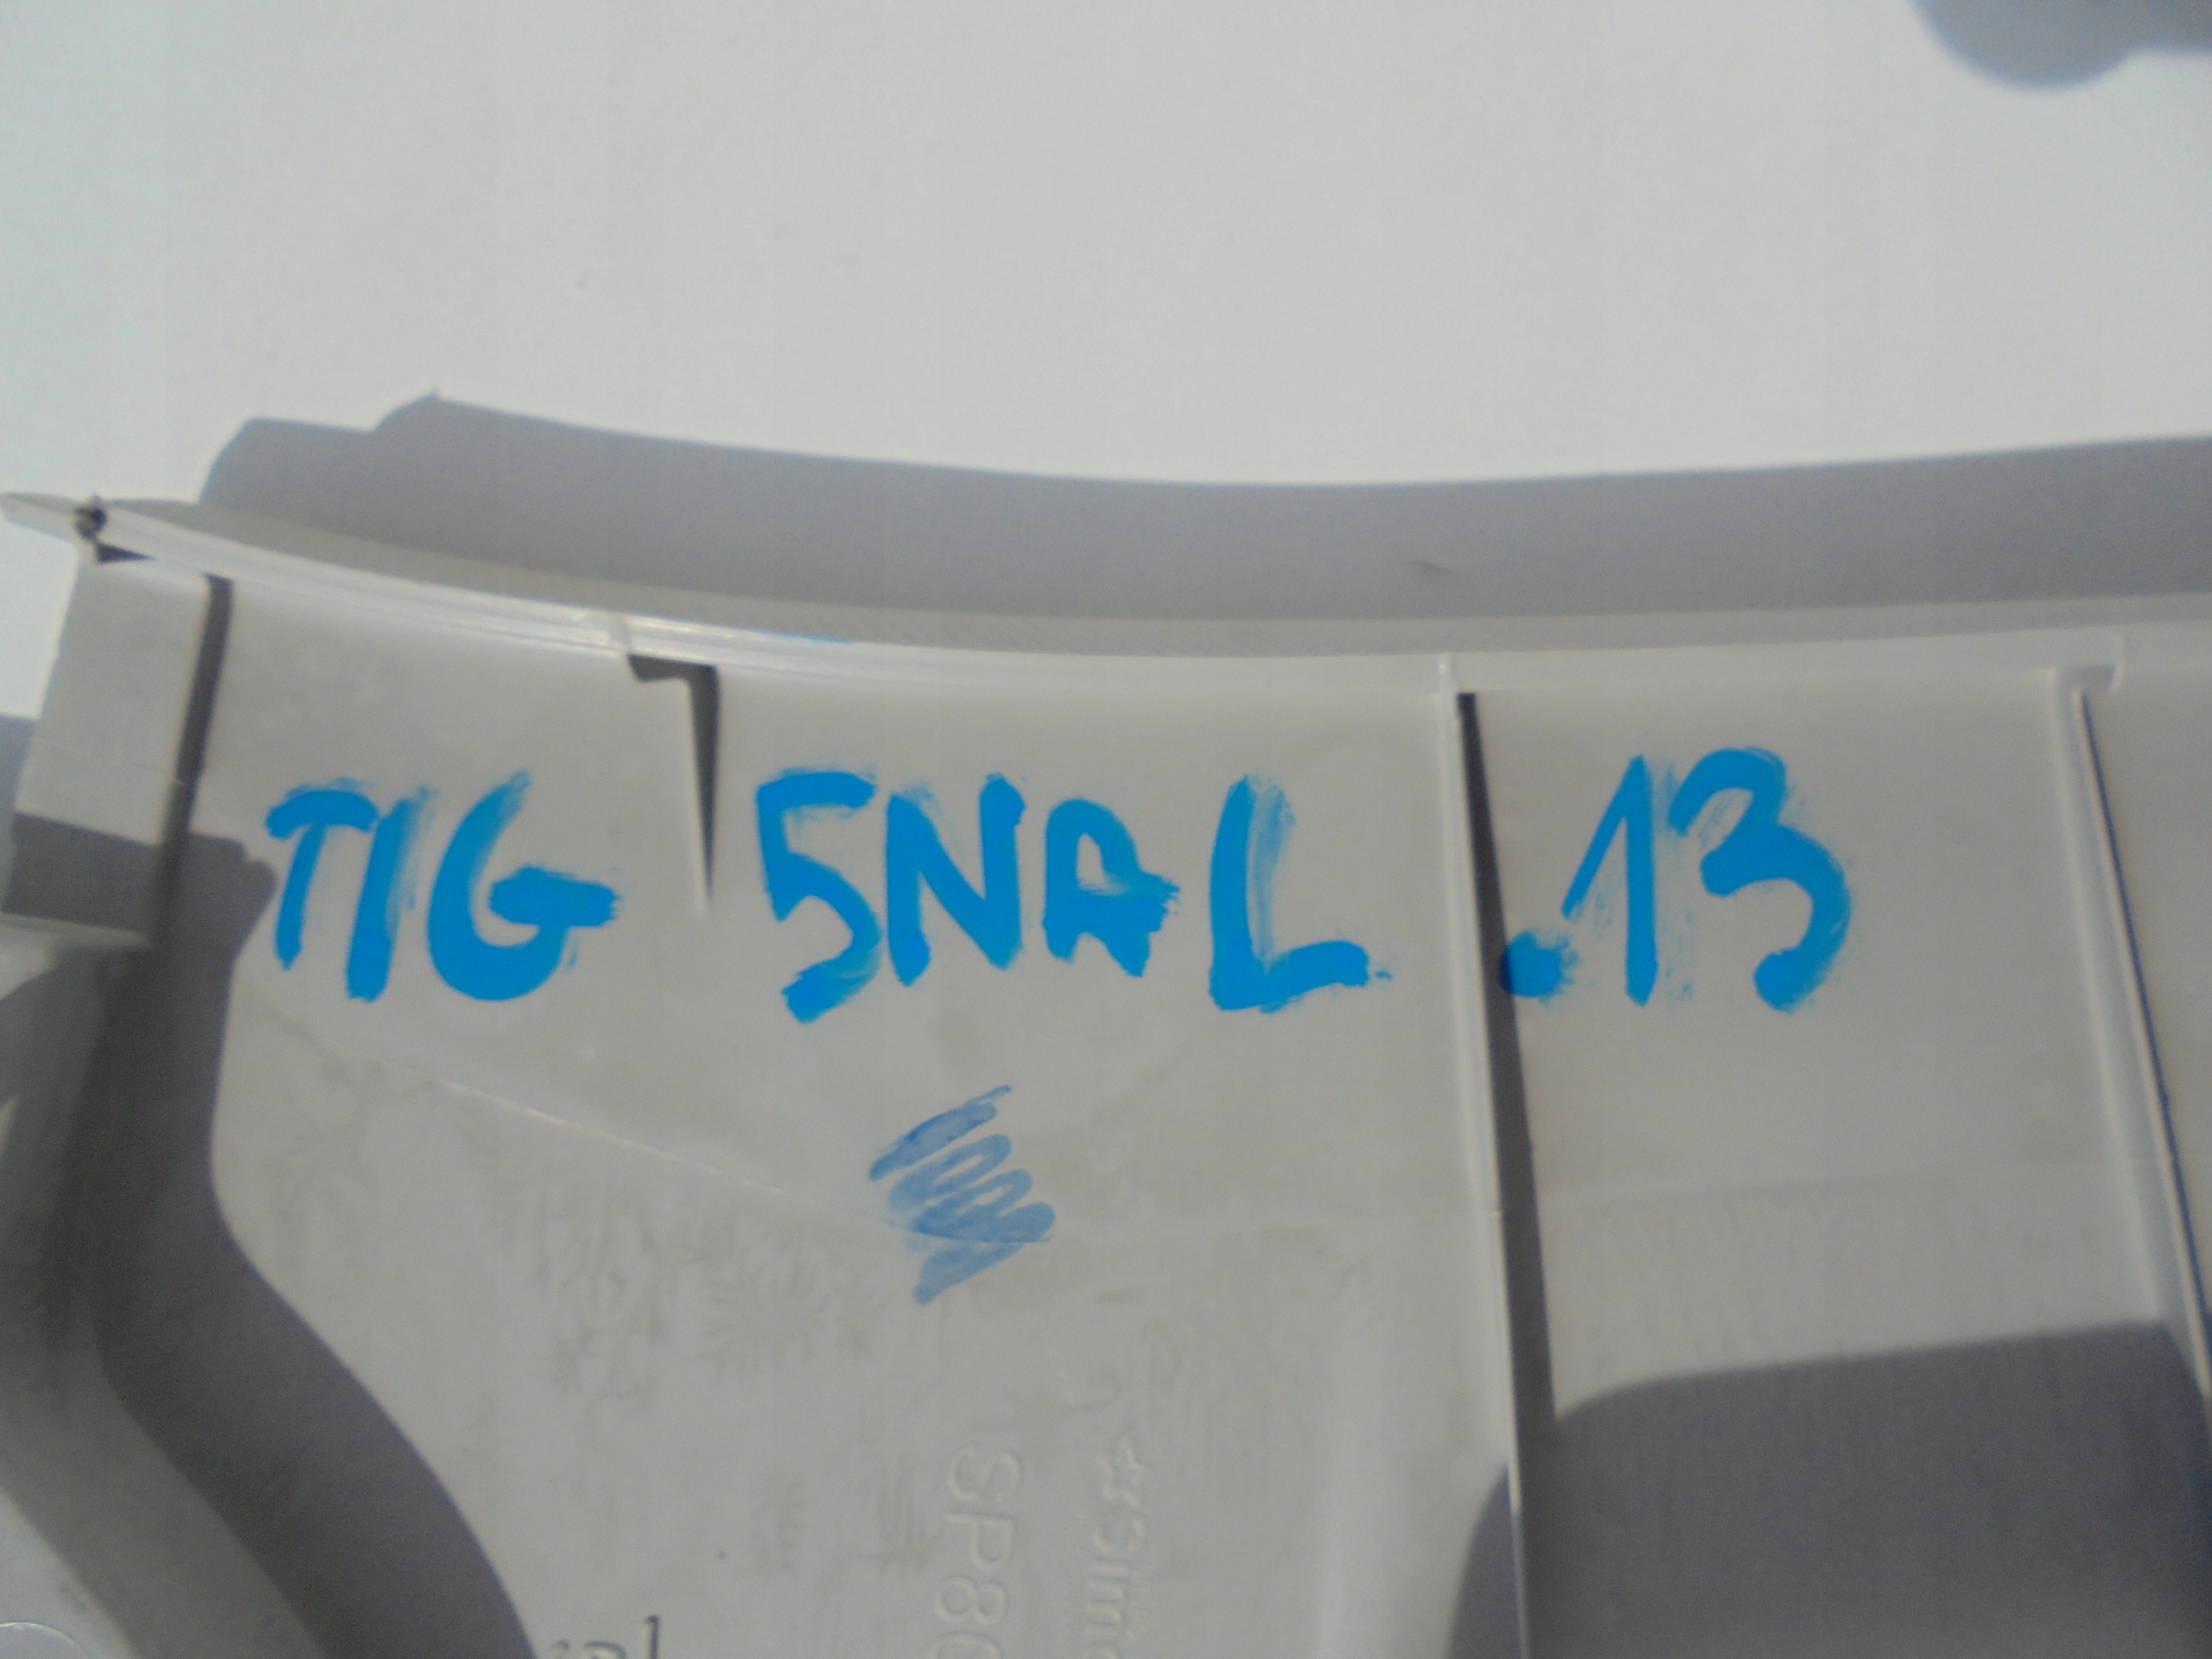 TIG 5NAL .13